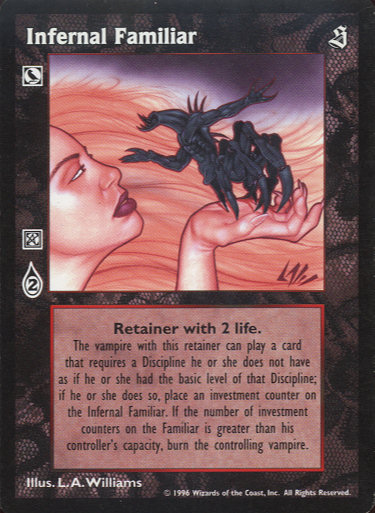 Infernal Familiar
2
Retainer with 2 life.
The vampire with this retainer can play a card
that requires a Discipline he or she does not have
as if he or she had the basic level of that Discipline;
if he or she does so, place an investment counter on
the Infernal Familiar. If the number of investment
counters on the Familiar is greater than his
controller's capacity, burn the controlling vampire.
Illus. L. A. Williams
© 1996 Wizards of the Coast, Inc. All Rights Reserved.